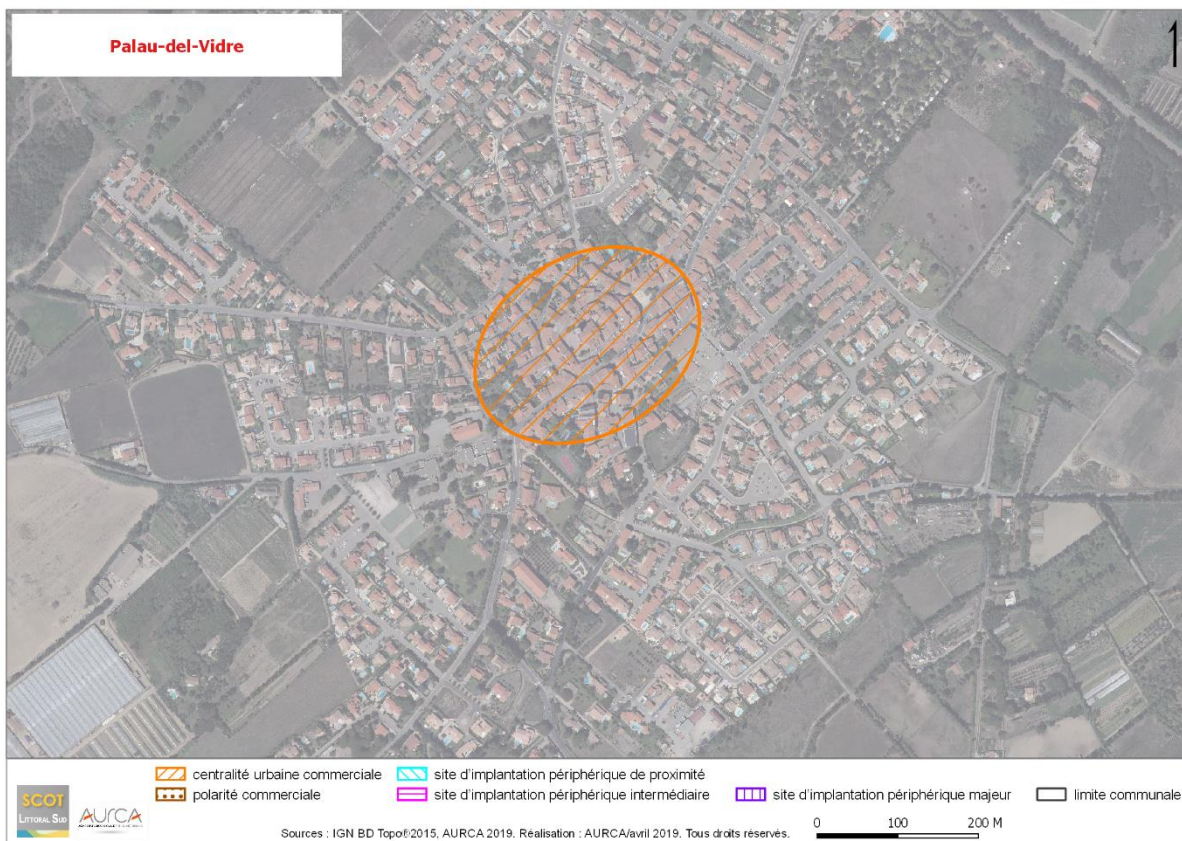 Palau-del-Vidre
centralité urbaine commerciale
site d'implantation périphérique de proximité
polarité commerciale
site d'implantation périphérique intermédiaire
site d'implantation périphérique majeur
limite communale
SCOT
LITTORAL SUD
AURCA
Sources : IGN BD Topo®2015, AURCA 2019. Réalisation : AURCA/avril 2019. Tous droits réservés.
0 100 200 M